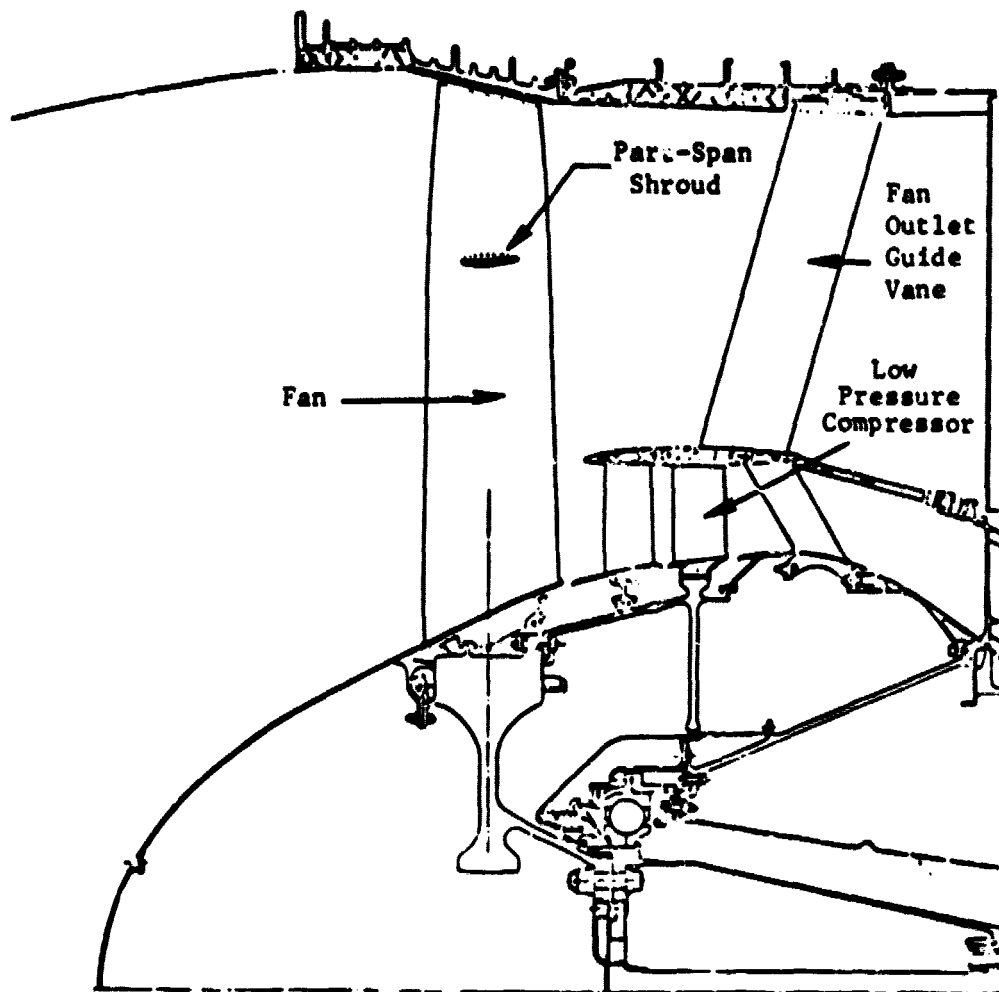 Part-Span
Shroud
Fan
Outlet
Guide
Vane
Low
Pressure
Compressor
Fan